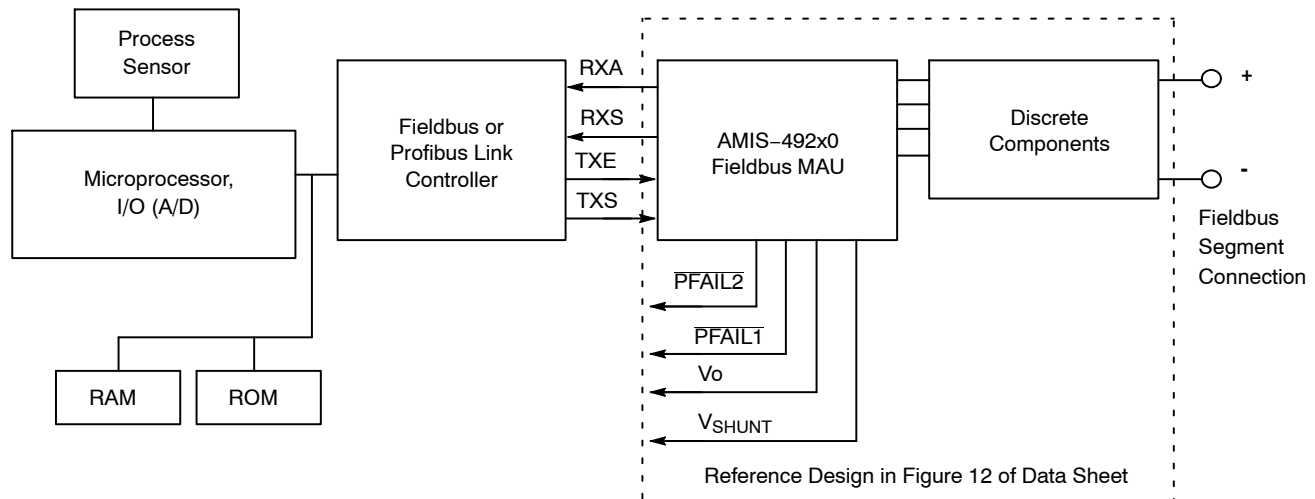 Process
Sensor
Microprocessor,
I/O (A/D)
RAM
ROM
Fieldbus or
Profibus Link
Controller
RXA
RXS
TXE
TXS
AMIS−492x0
Fieldbus MAU
Discrete
Components
+
-
Fieldbus
Segment
Connection
PFAIL2
PFAIL1
Vo
VSHUNT
Reference Design in Figure 12 of Data Sheet